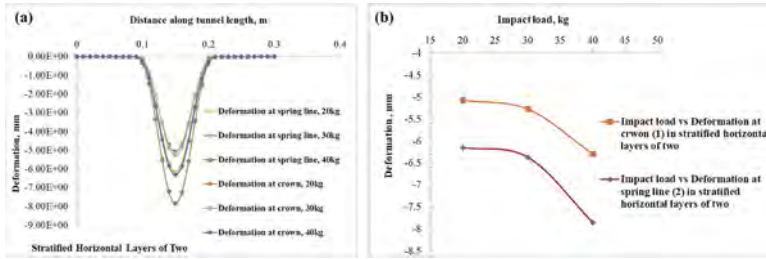 (a)
Distance along tunnel length, m
0
0.1
0.2
0.3
0.4
0.00E+00
-1.00E+00
-2.00E+00
-3.00E+00
-4.00E+00
-5.00E+00
-6.00E+00
-7.00E+00
-8.00E+00
-9.00E+00
Deformation, mm
Deformation at spring line, 20kg
Deformation at spring line, 30kg
Deformation at spring line, 40kg
Deformation at crown, 20kg
Deformation at crown, 30kg
Deformation at crown, 40kg
Stratified Horizontal Layers of Two
(b)
Impact load, kg
15 20 25 30 35 40 45 50
-4
-4.5
-5
-5.5
-6
-6.5
-7
-7.5
-8
-8.5
Deformation, mm
Impact load vs Deformation at
crwon (1) in stratified horizontal
layers of two
Impact load vs Deformation at
spring line (2) in stratified
horizontal layers of two